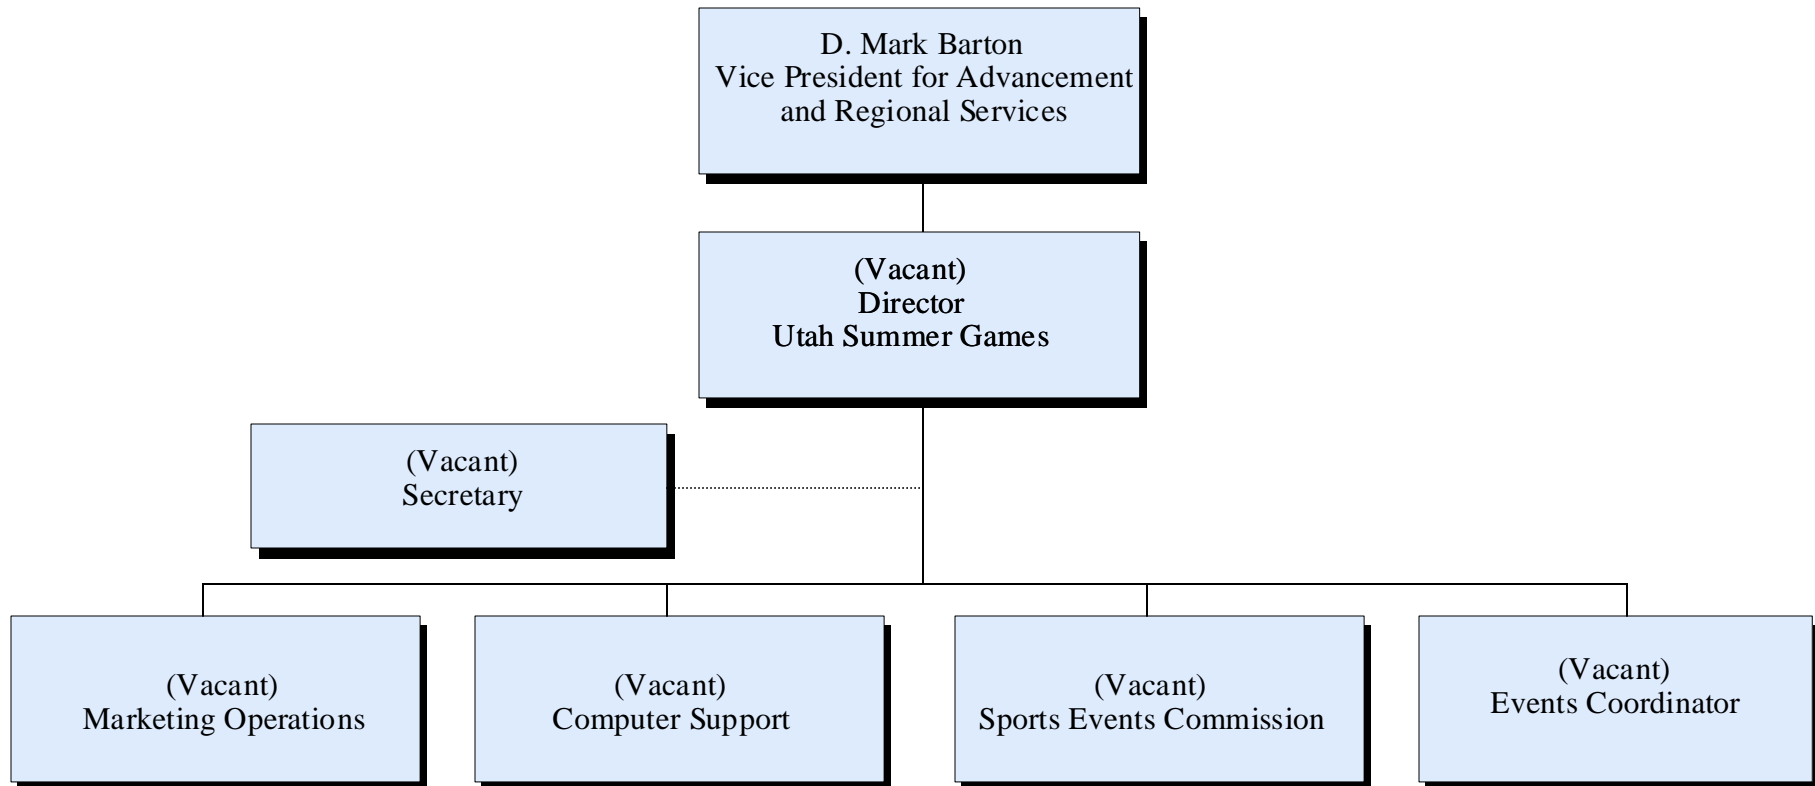 D. Mark Barton
Vice President for Advancement
and Regional Services
(Vacant)
Director
Utah Summer Games
(Vacant)
Secretary
(Vacant)
Marketing Operations
(Vacant)
Computer Support
(Vacant)
Sports Events Commission
(Vacant)
Events Coordinator